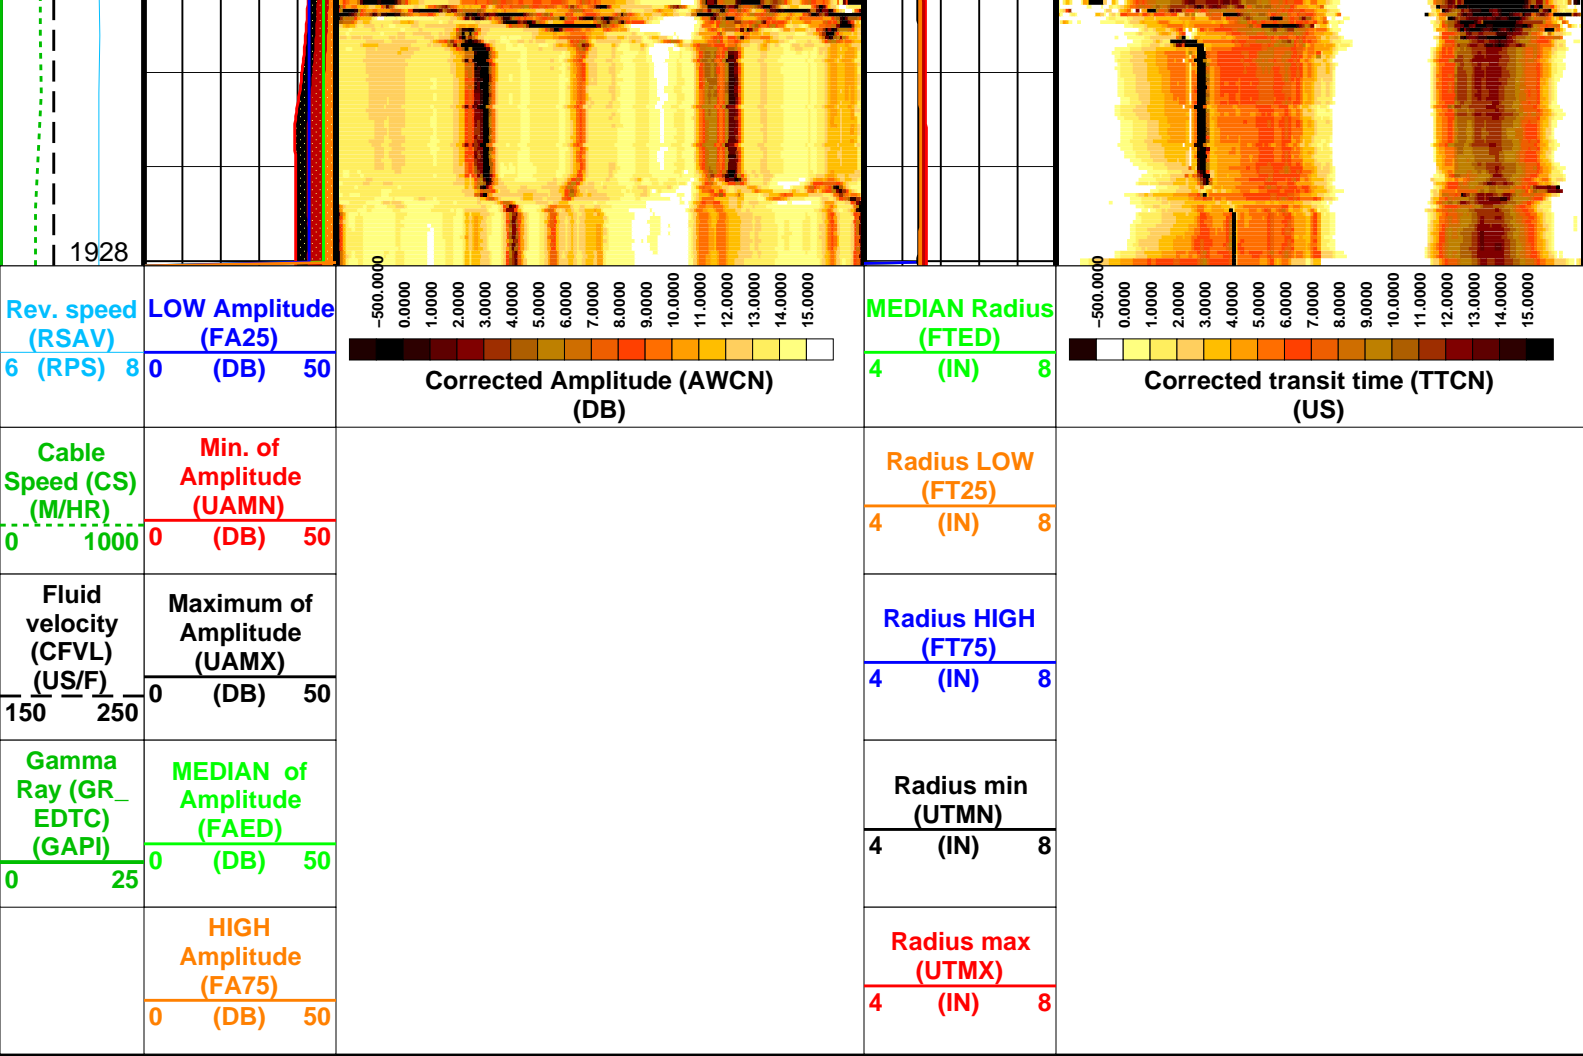 1928
Rev. speed
(RSAV)
6 (RPS) 8
LOW Amplitude
(FA25)
0 (DB) 50
−500.0000
0.0000
1.0000
2.0000
3.0000
4.0000
5.0000
6.0000
7.0000
8.0000
9.0000
10.0000
11.0000
12.0000
13.0000
14.0000
15.0000
Corrected Amplitude (AWCN)
(DB)
MEDIAN Radius
(FTED)
4 (IN) 8
−500.0000
0.0000
1.0000
2.0000
3.0000
4.0000
5.0000
6.0000
7.0000
8.0000
9.0000
10.0000
11.0000
12.0000
13.0000
14.0000
15.0000
Corrected transit time (TTCN)
(US)
Cable
Speed (CS)
(M/HR)
0 1000
Min. of
Amplitude
(UAMN)
0 (DB) 50
Radius LOW
(FT25)
4 (IN) 8
Fluid
velocity
(CFVL)
(US/F)
150 250
Maximum of
Amplitude
(UAMX)
0 (DB) 50
Radius HIGH
(FT75)
4 (IN) 8
Gamma
Ray (GR_
EDTC)
(GAPI)
0 25
MEDIAN of
Amplitude
(FAED)
0 (DB) 50
Radius min
(UTMN)
4 (IN) 8
HIGH
Amplitude
(FA75)
0 (DB) 50
Radius max
(UTMX)
4 (IN) 8